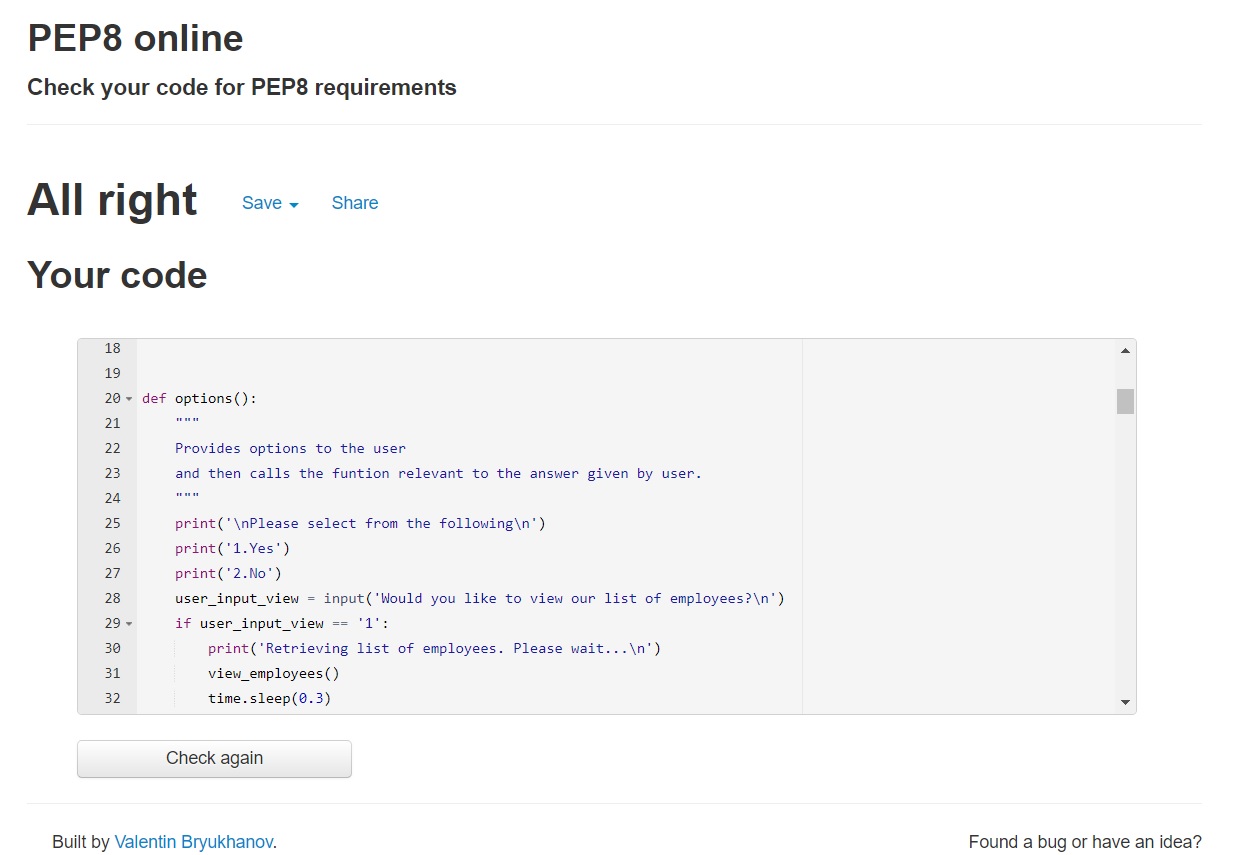 PEP8 online
Check your code for PEP8 requirements
All right Save Share
Your code
18
19
20 def options():
21     """
22     Provides options to the user
23     and then calls the funtion relevant to the answer given by user.
24     """
25     print('\nPlease select from the following\n')
26     print('1.Yes')
27     print('2.No')
28     user_input_view = input('Would you like to view our list of employees?\n')
29     if user_input_view == '1':
30         print('Retrieving list of employees. Please wait...\n')
31         view_employees()
32         time.sleep(0.3)
Check again
Built by Valentin Bryukhanov. Found a bug or have an idea?